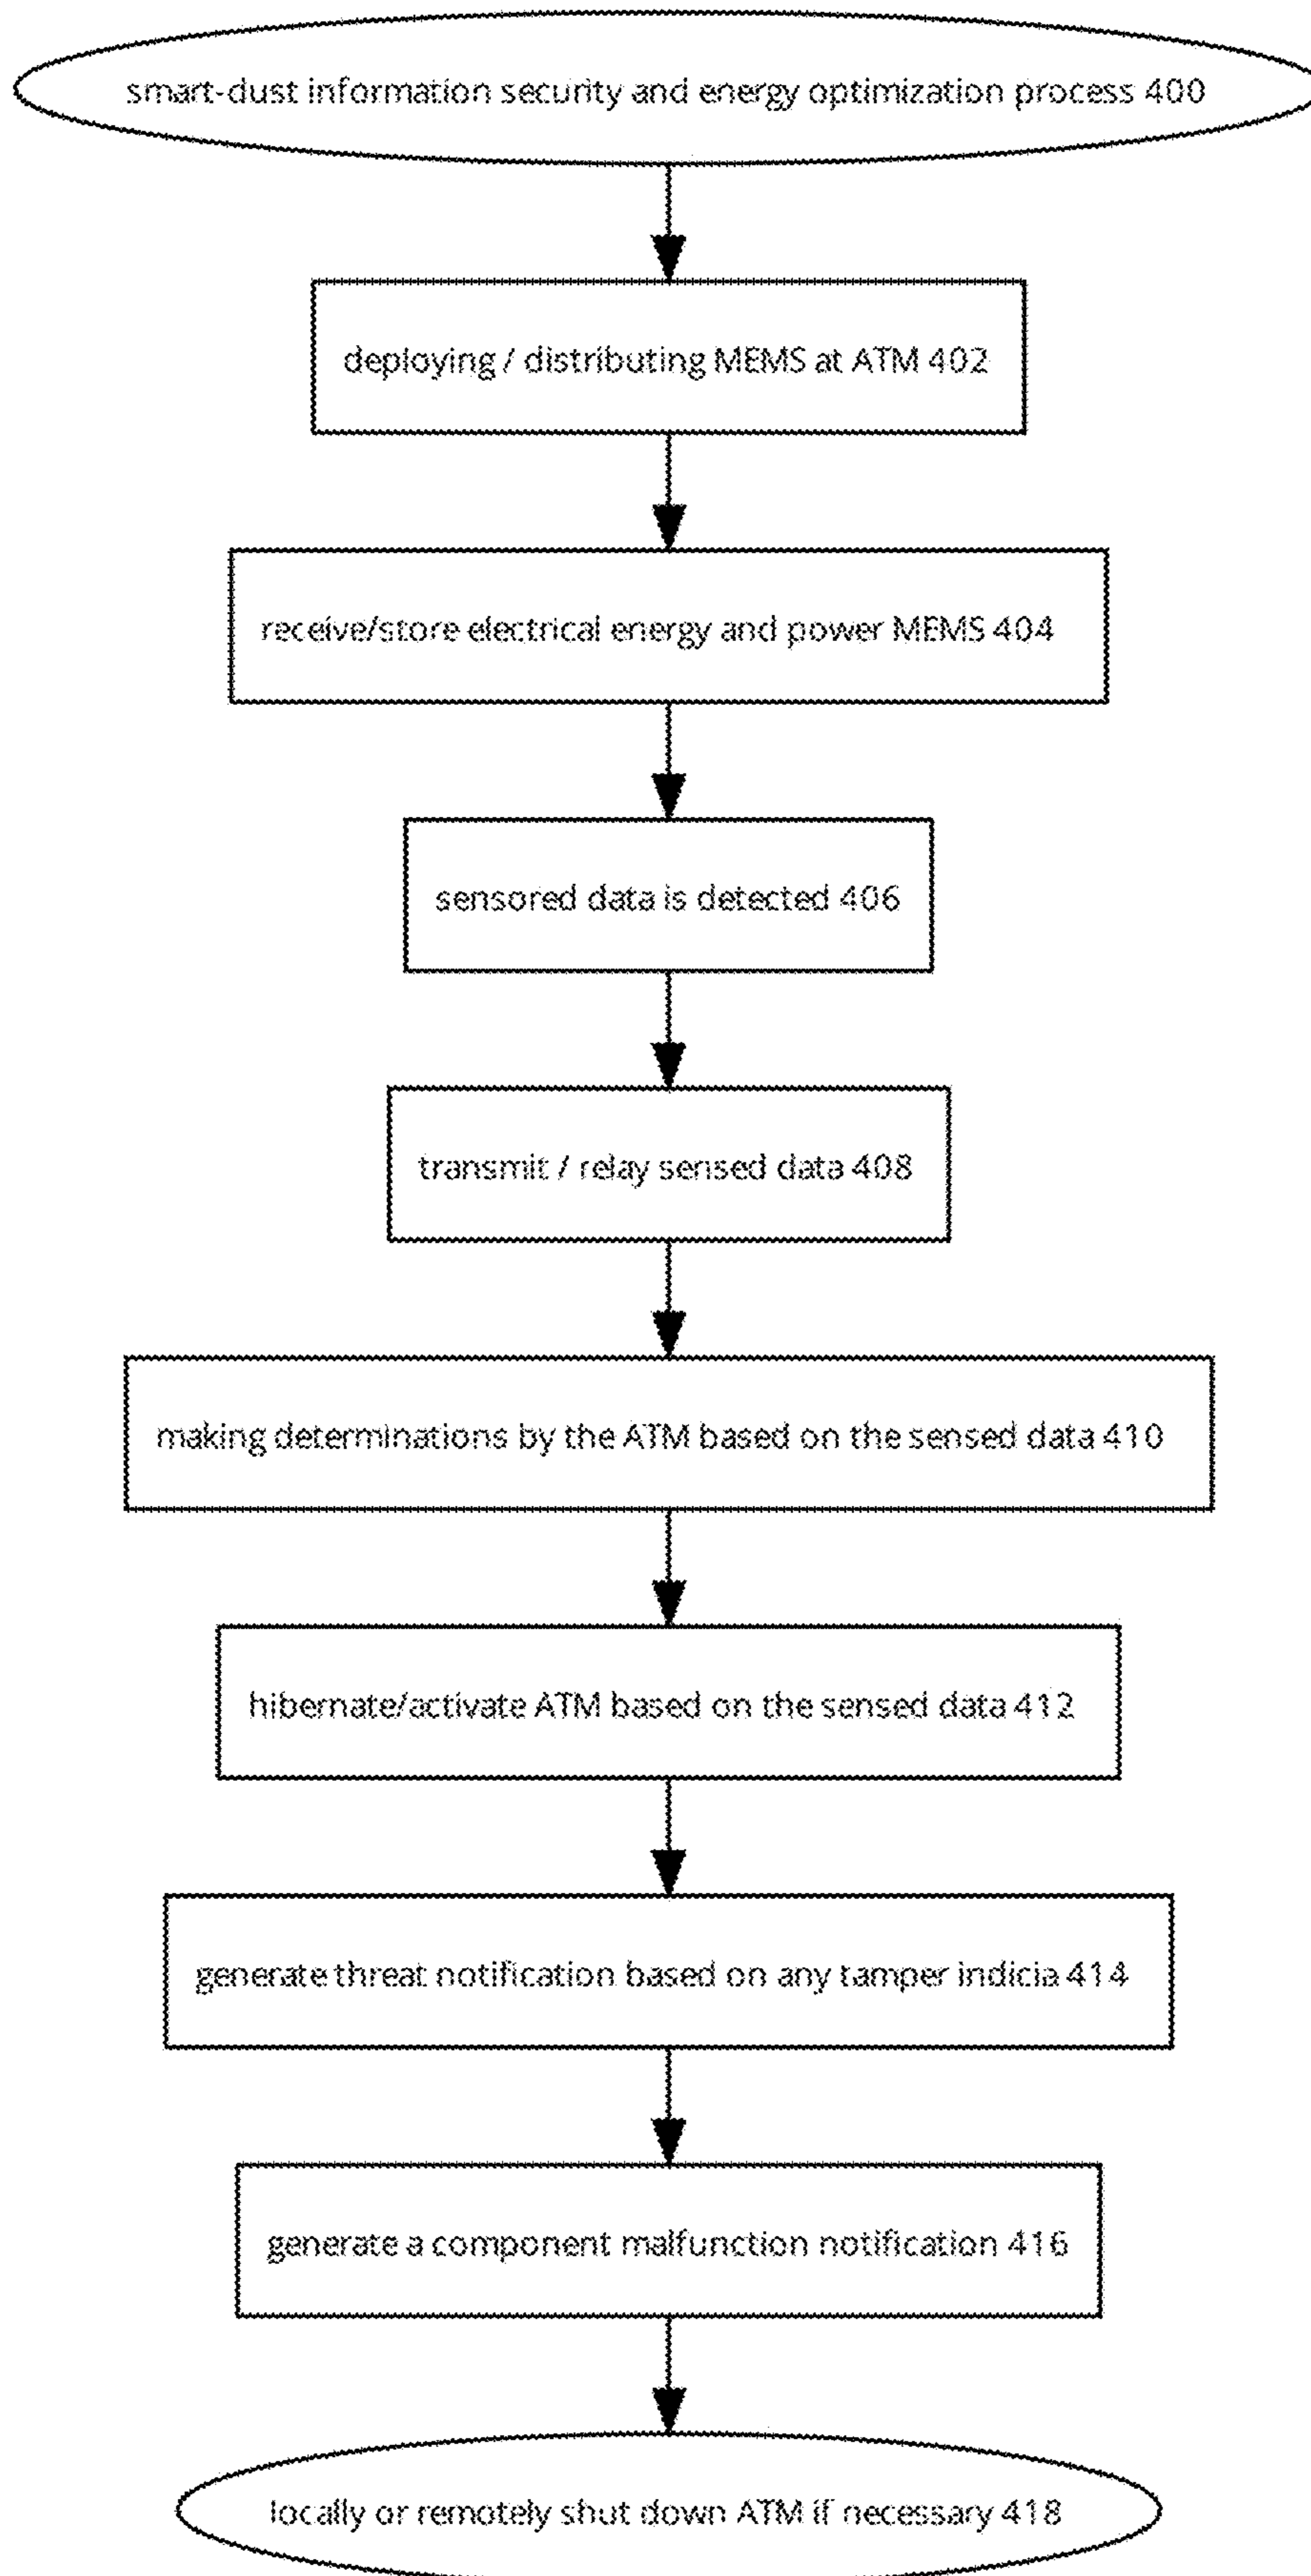 smart-dust information security and energy optimization process 400
deploying / distributing MEMS at ATM 402
receive/store electrical energy and power MEMS 404
sensored data is detected 406
transmit / relay sensed data 408
making determinations by the ATM based on the sensed data 410
hibernate/activate ATM based on the sensed data 412
generate threat notification based on any tamper indicia 414
generate a component malfunction notification 416
locally or remotely shut down ATM if necessary 418